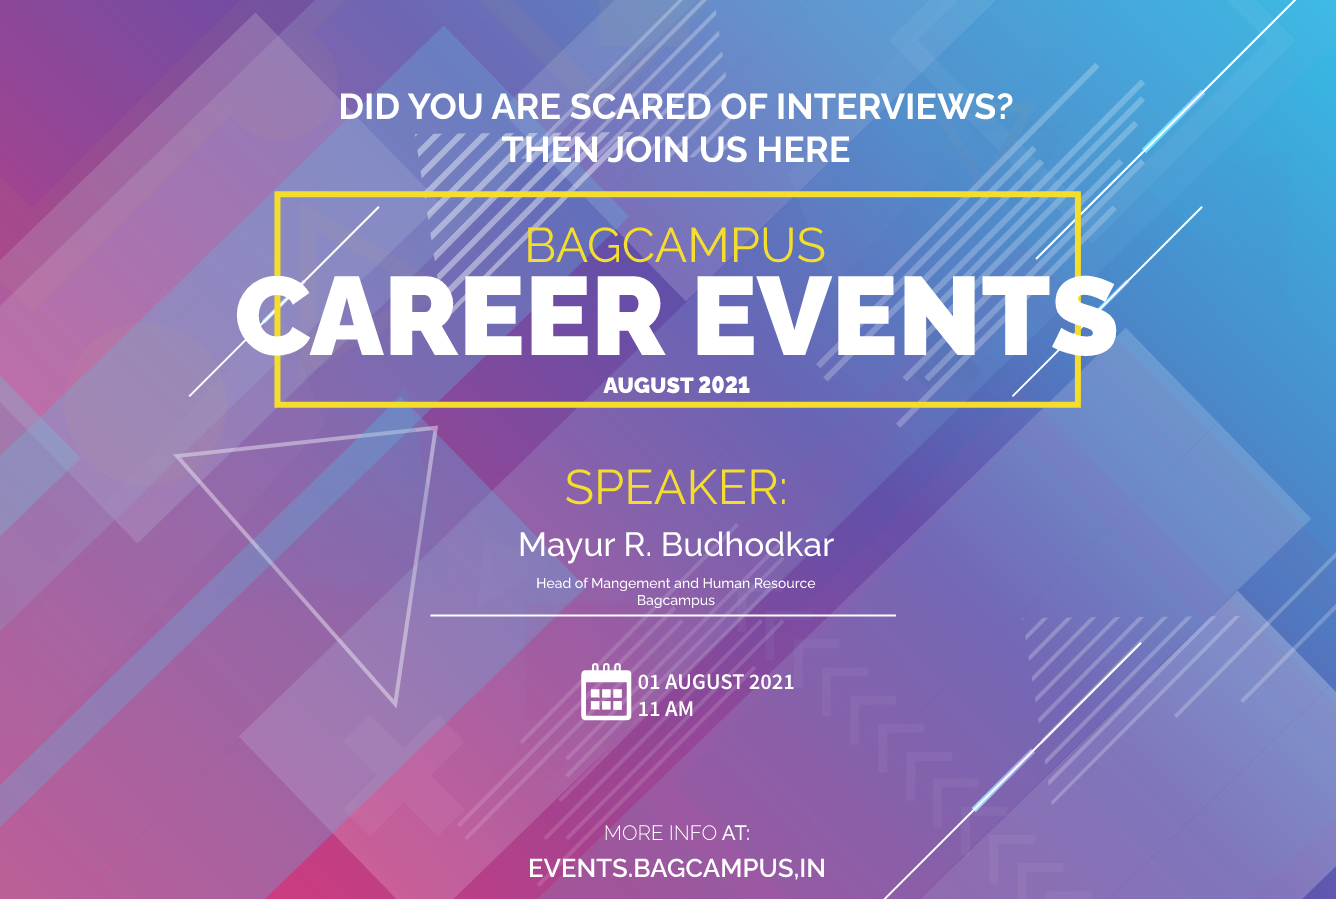 DID YOU ARE SCARED OF INTERVIEWS?
THEN JOIN US HERE
BAGCAMPUS
CAREER EVENTS
AUGUST 2021
SPEAKER:
Mayur R. Budhodkar
Head of Mangement and Human Resource
Bagcampus
01 AUGUST 2021
11 AM
MORE INFO AT:
EVENTS.BAGCAMPUS,IN